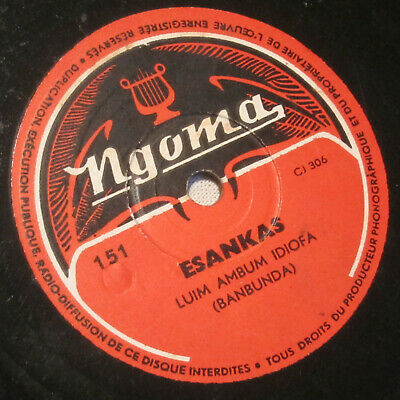 Ngoma
CJ 306
151
ESANKAS
LUIM AMBUM IDIOFA
(BANBUNDA)
• TOUS DROITS DU PRODUCTEUR PHONOGRAPHIQUE ET DU PROPRIÉTAIRE DE L'ŒUVRE ENREGISTRÉE RÉSERVÉS • DUPLICATION, EXÉCUTION PUBLIQUE, RADIO-DIFFUSION DE CE DISQUE INTERDITES